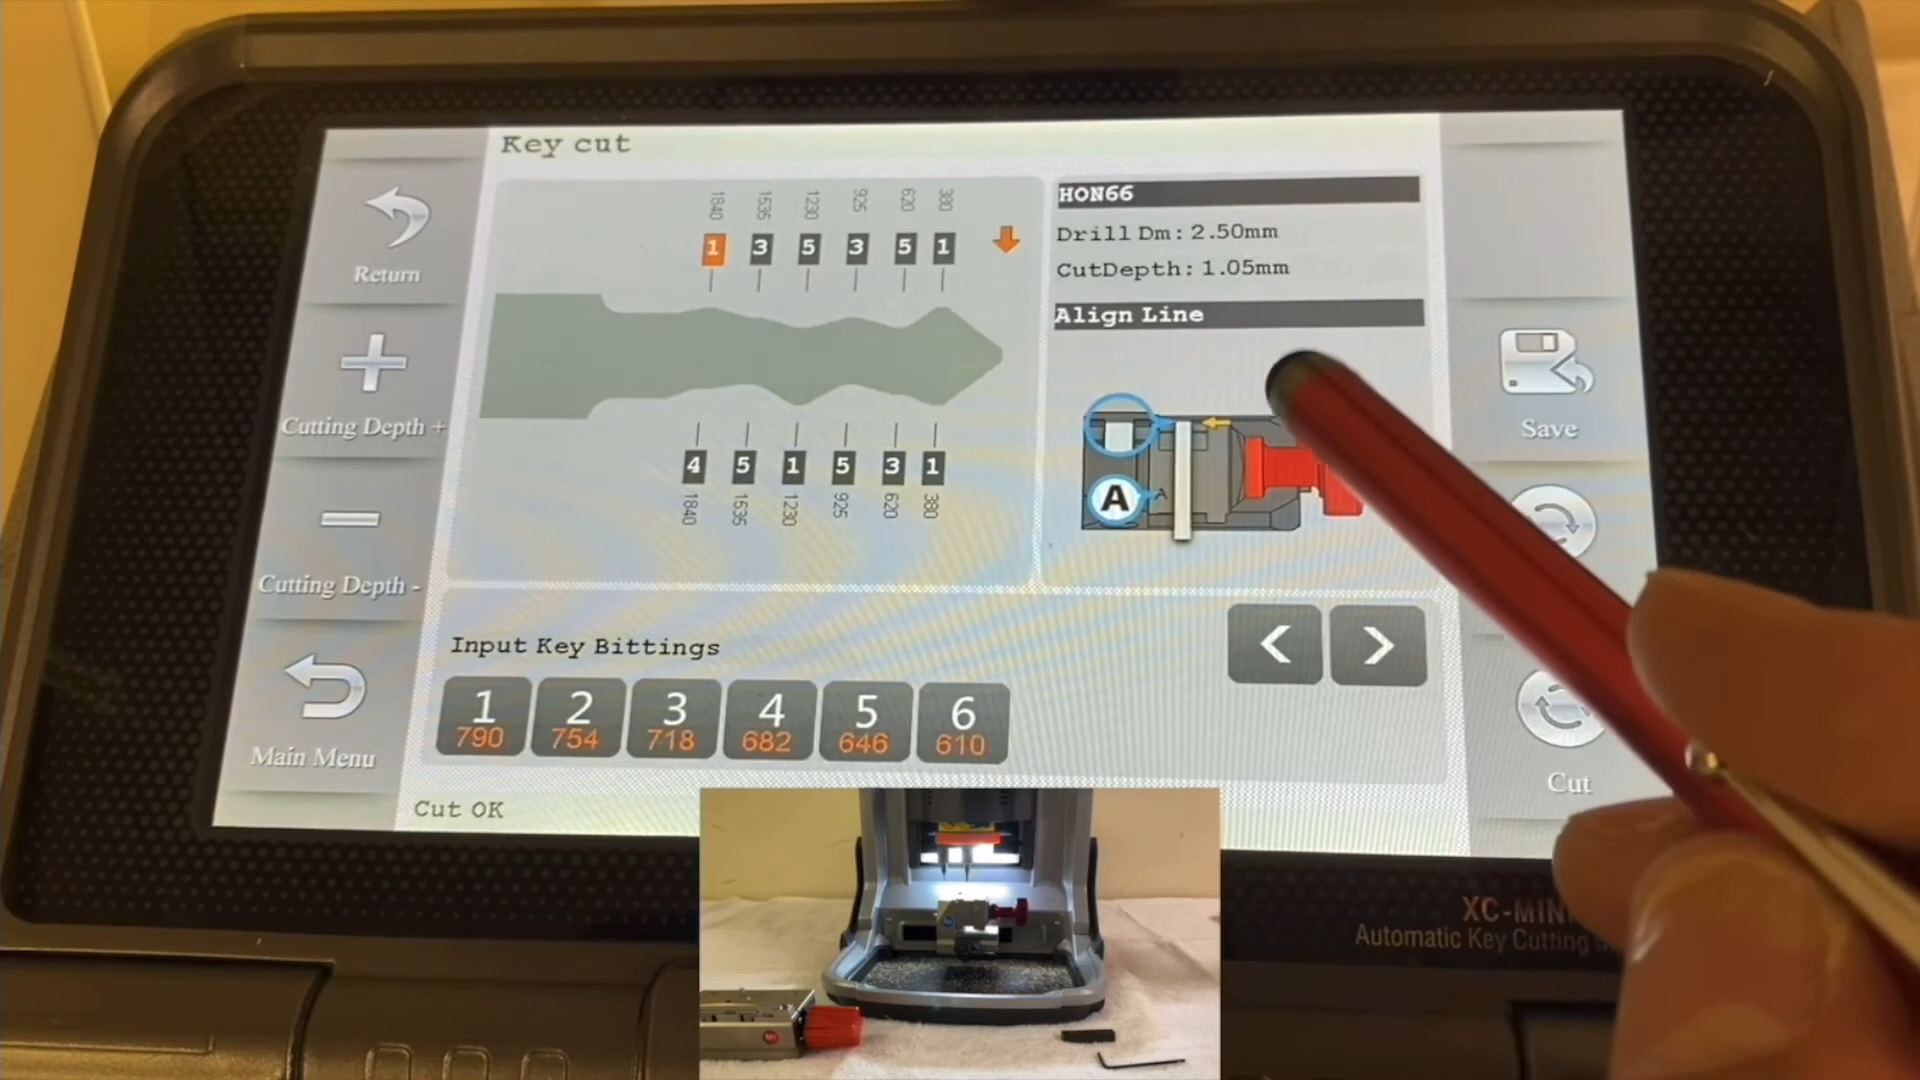 Key cut
Return
Cutting Depth +
Cutting Depth -
Main Menu
1840 1535 1230 925 620 380
1 3 5 3 5 1
4 5 1 5 3 1
1840 1535 1230 925 620 380
HON66
Drill Dm: 2.50mm
CutDepth: 1.05mm
Align Line
A
A
Save
Cut
Input Key Bittings
1 2 3 4 5 6
790 754 718 682 646 610
Cut OK
XC-MINI
Automatic Key Cutting